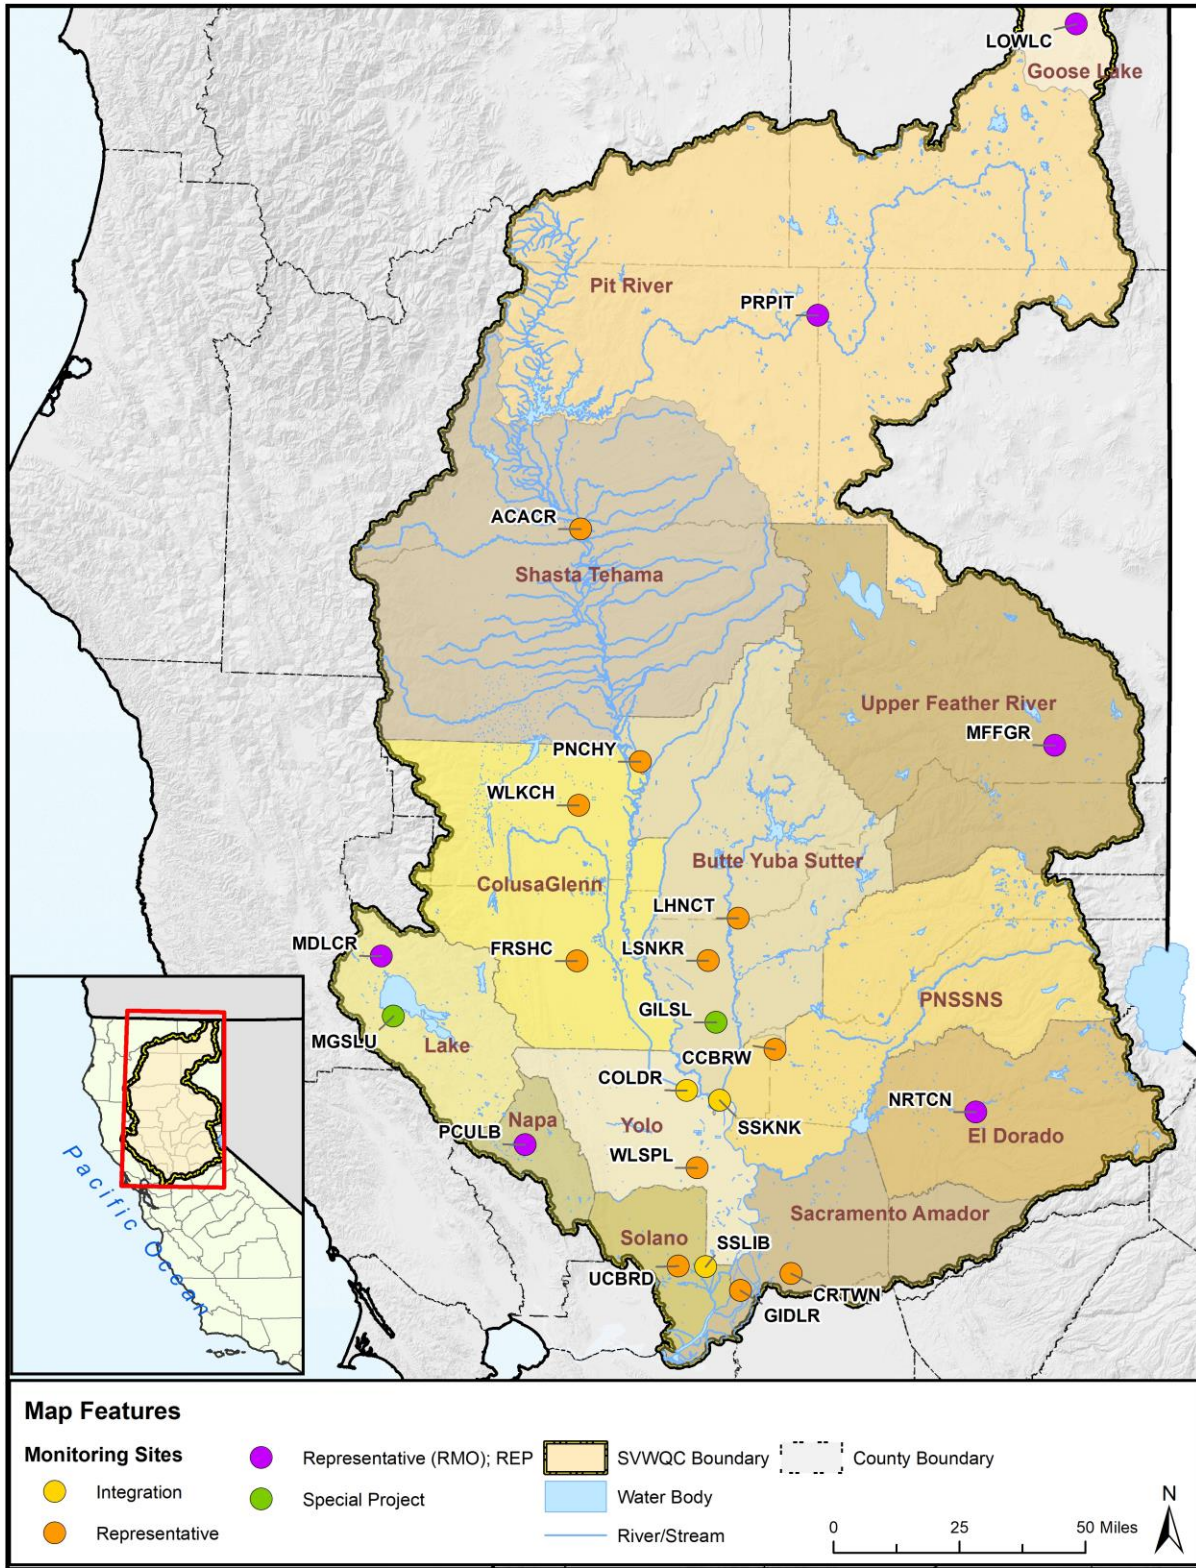 LOWLC
Goose Lake
Pit River
PRPIT
ACACR
Shasta Tehama
Upper Feather River
MFFGR
PNCHY
WLKCH
Butte Yuba Sutter
ColusaGlenn
LHNCT
MDLCR
FRSHC
LSNKR
PNSSNS
GILSL
MGSLU
Lake
CCBRW
COLDR
SSKNK
NRTCN
El Dorado
Napa
Yolo
PCULB
WLSPL
Sacramento Amador
Solano
SSLIB
UCBRD
CRTWN
GIDLR
Pacific Ocean
Map Features
Monitoring Sites
Integration
Representative
Representative (RMO); REP
Special Project
SVWQC Boundary
Water Body
River/Stream
County Boundary
0 25 50 Miles
N